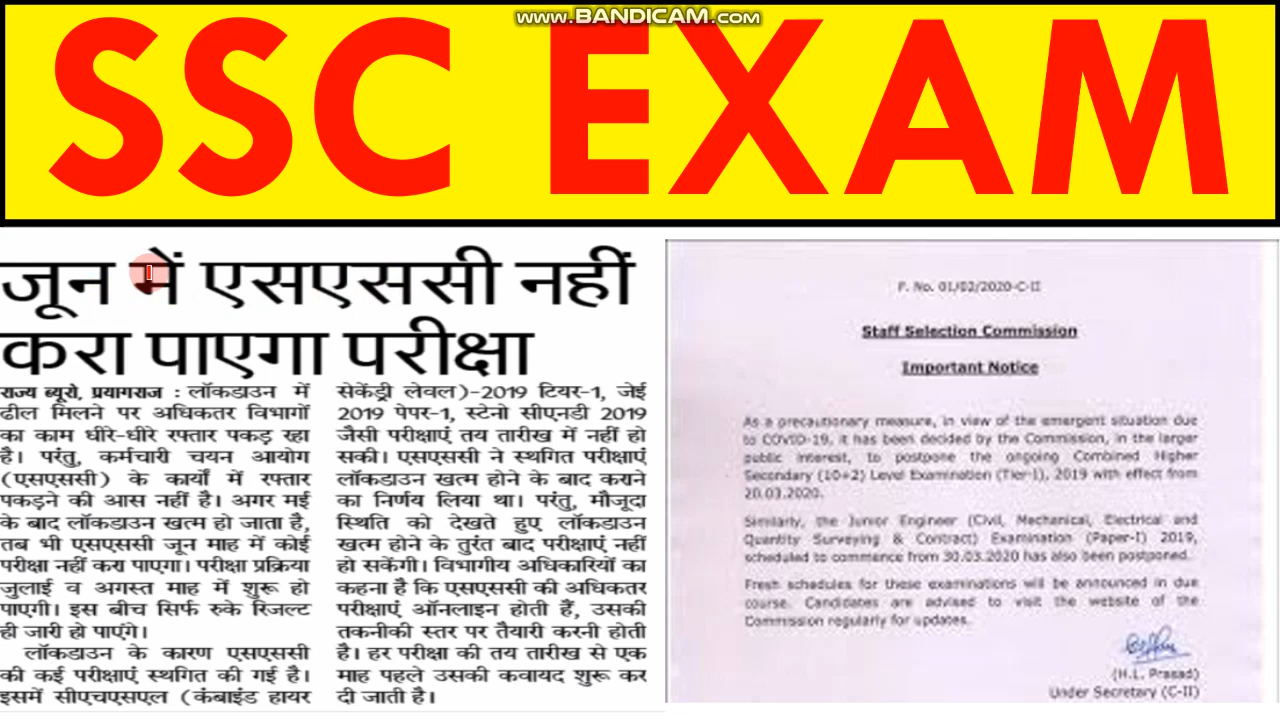 www.BANDICAM.com
SSC EXAM
जून में एसएससी नहीं
करा पाएगा परीक्षा
राज्य ब्यूरो, प्रयागराज : लॉकडाउन में
ढील मिलने पर अधिकतर विभागों
का काम धीरे-धीरे रफ्तार पकड़ रहा
है। परंतु, कर्मचारी चयन आयोग
(एसएससी) के कार्यों में रफ्तार
पकड़ने की आस नहीं है। अगर मई
के बाद लॉकडाउन खत्म हो जाता है,
तब भी एसएससी जून माह में कोई
परीक्षा नहीं करा पाएगा। परीक्षा प्रक्रिया
जुलाई व अगस्त माह में शुरू हो
पाएगी। इस बीच सिर्फ रुके रिजल्ट
ही जारी हो पाएंगे।
लॉकडाउन के कारण एसएससी
की कई परीक्षाएं स्थगित की गई है।
इसमें सीएचएसएल (कंबाइंड हायर
सेकेंड्री लेवल)-2019 टियर-1, जेई
2019 पेपर-1, स्टेनो सीएनडी 2019
जैसी परीक्षाएं तय तारीख में नहीं हो
सकी। एसएससी ने स्थगित परीक्षाएं
लॉकडाउन खत्म होने के बाद कराने
का निर्णय लिया था। परंतु, मौजूदा
स्थिति को देखते हुए लॉकडाउन
खत्म होने के तुरंत बाद परीक्षाएं नहीं
हो सकेंगी। विभागीय अधिकारियों का
कहना है कि एसएससी की अधिकतर
परीक्षाएं ऑनलाइन होती हैं, उसकी
तकनीकी स्तर पर तैयारी करनी होती
है। हर परीक्षा की तय तारीख से एक
माह पहले उसकी कवायद शुरू कर
दी जाती है।
F. No. 01/02/2020-C-II
Staff Selection Commission
Important Notice
As a precautionary measure, in view of the emergent situation due
to COVID-19, it has been decided by the Commission, in the larger
public interest, to postpone the ongoing Combined Higher
Secondary (10+2) Level Examination (Tier-I), 2019 with effect from
20.03.2020.
Similarly, the Junior Engineer (Civil, Mechanical, Electrical and
Quantity Surveying & Contract) Examination (Paper-I) 2019,
scheduled to commence from 30.03.2020 has also been postponed.
Fresh schedules for these examinations will be announced in due
course. Candidates are advised to visit the website of the
Commission regularly for updates.
(H.L. Prasad)
Under Secretary (C-II)